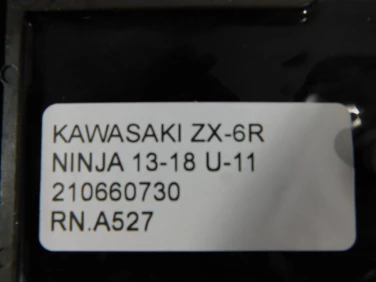 KAWASAKI ZX-6R
NINJA 13-18 U-11
210660730
RN.A527